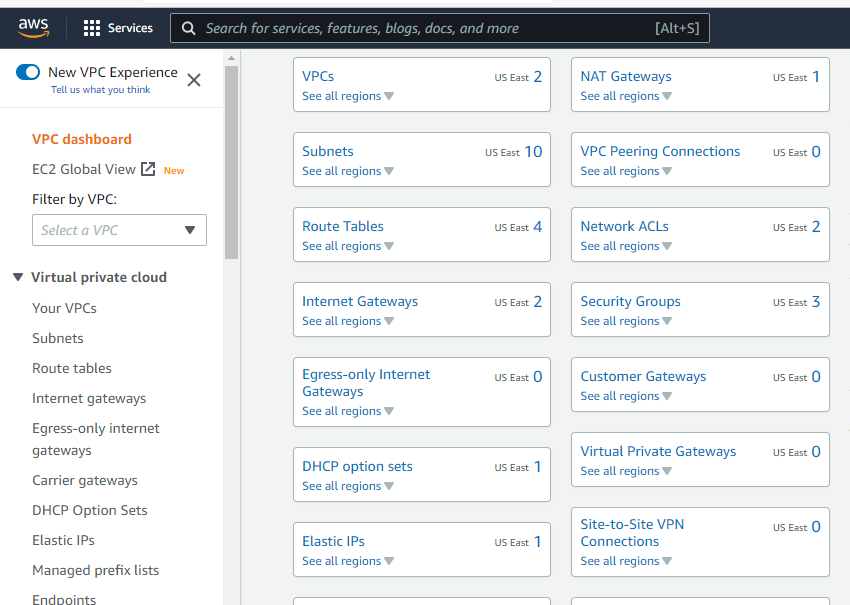 aws
Services
Search for services, features, blogs, docs, and more
[Alt+S]
New VPC Experience
Tell us what you think
VPC dashboard
EC2 Global View New
Filter by VPC:
Select a VPC
Virtual private cloud
Your VPCs
Subnets
Route tables
Internet gateways
Egress-only internet
gateways
Carrier gateways
DHCP Option Sets
Elastic IPs
Managed prefix lists
Endpoints
VPCs US East 2
See all regions
NAT Gateways US East 1
See all regions
Subnets US East 10
See all regions
VPC Peering Connections US East 0
See all regions
Route Tables US East 4
See all regions
Network ACLs US East 2
See all regions
Internet Gateways US East 2
See all regions
Security Groups US East 3
See all regions
Egress-only Internet US East 0
Gateways
See all regions
Customer Gateways US East 0
See all regions
DHCP option sets US East 1
See all regions
Virtual Private Gateways US East 0
See all regions
Elastic IPs US East 1
See all regions
Site-to-Site VPN US East 0
Connections
See all regions